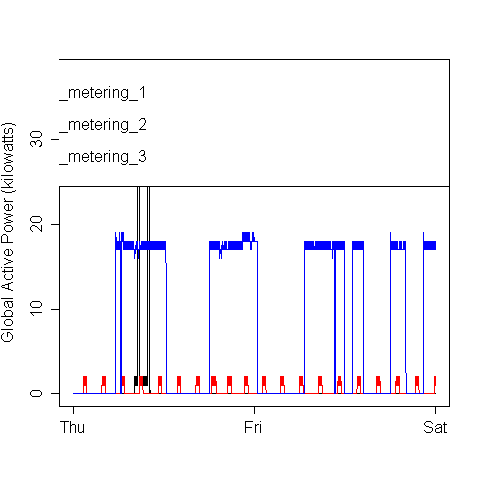 _metering_1
_metering_2
_metering_3
Global Active Power (kilowatts)
30
20
10
0
Thu Fri Sat